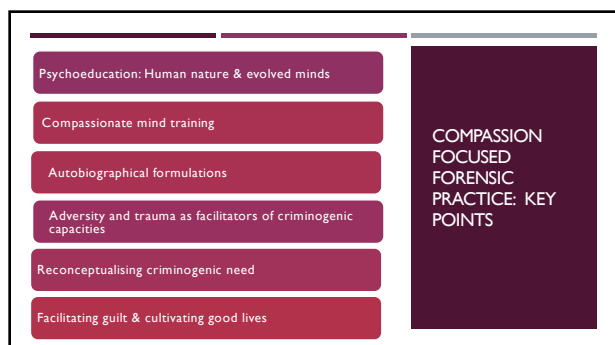 Psychoeducation: Human nature & evolved minds
Compassionate mind training
Autobiographical formulations
Adversity and trauma as facilitators of criminogenic
capacities
Reconceptualising criminogenic need
Facilitating guilt & cultivating good lives
COMPASSION
FOCUSED
FORENSIC
PRACTICE: KEY
POINTS